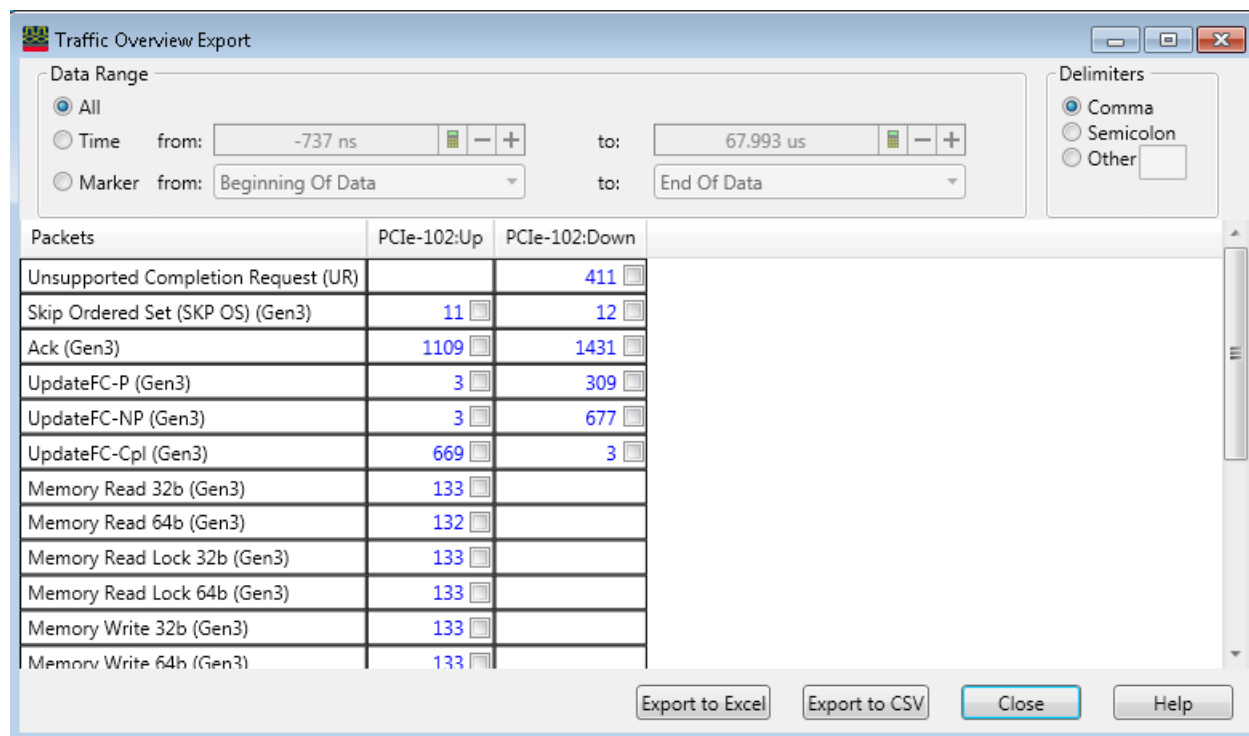 Traffic Overview Export
Data Range
All
Time from: -737 ns to: 67.993 us
Marker from: Beginning Of Data to: End Of Data
Delimiters
Comma
Semicolon
Other
Packets PCIe-102:Up PCIe-102:Down
Unsupported Completion Request (UR) 411
Skip Ordered Set (SKP OS) (Gen3) 11 12
Ack (Gen3) 1109 1431
UpdateFC-P (Gen3) 3 309
UpdateFC-NP (Gen3) 3 677
UpdateFC-Cpl (Gen3) 669 3
Memory Read 32b (Gen3) 133
Memory Read 64b (Gen3) 132
Memory Read Lock 32b (Gen3) 133
Memory Read Lock 64b (Gen3) 133
Memory Write 32b (Gen3) 133
Memory Write 64b (Gen3) 133
Export to Excel Export to CSV Close Help